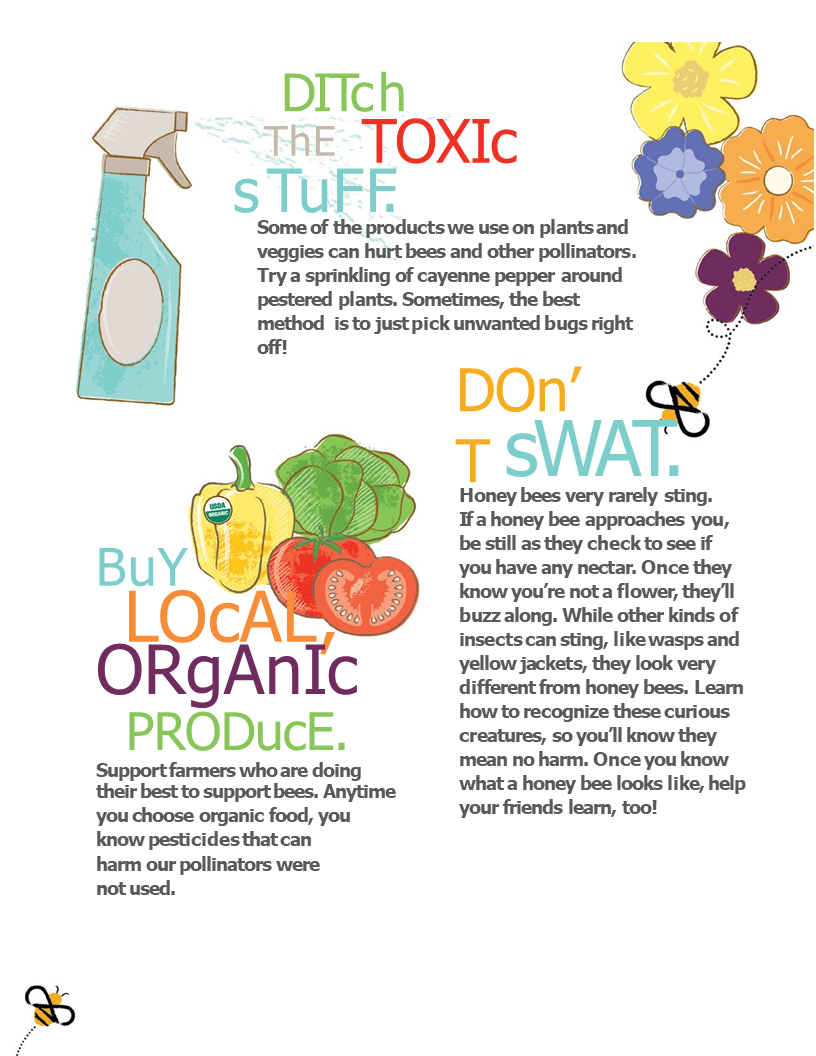 DITch
ThE TOXIc
sTuFF.
Some of the products we use on plants and
veggies can hurt bees and other pollinators.
Try a sprinkling of cayenne pepper around
pestered plants. Sometimes, the best
method is to just pick unwanted bugs right
off!
DOn'
T sWAT.
Honey bees very rarely sting.
If a honey bee approaches you,
be still as they check to see if
you have any nectar. Once they
know you're not a flower, they'll
buzz along. While other kinds of
insects can sting, like wasps and
yellow jackets, they look very
different from honey bees. Learn
how to recognize these curious
creatures, so you'll know they
mean no harm. Once you know
what a honey bee looks like, help
your friends learn, too!
USDA
ORGANIC
BuY
LOcAL,
ORgAnIc
PRODucE.
Support farmers who are doing
their best to support bees. Anytime
you choose organic food, you
know pesticides that can
harm our pollinators were
not used.